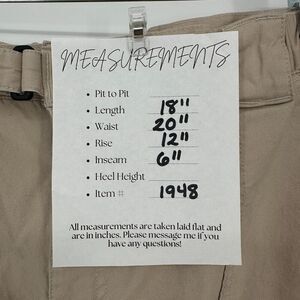 MEASUREMENTS
• Pit to Pit
• Length 18"
• Waist 20"
• Rise 12"
• Inseam 6"
• Heel Height
• Item # 1948
All measurements are taken laid flat and
are in inches. Please message me if you
have any questions!